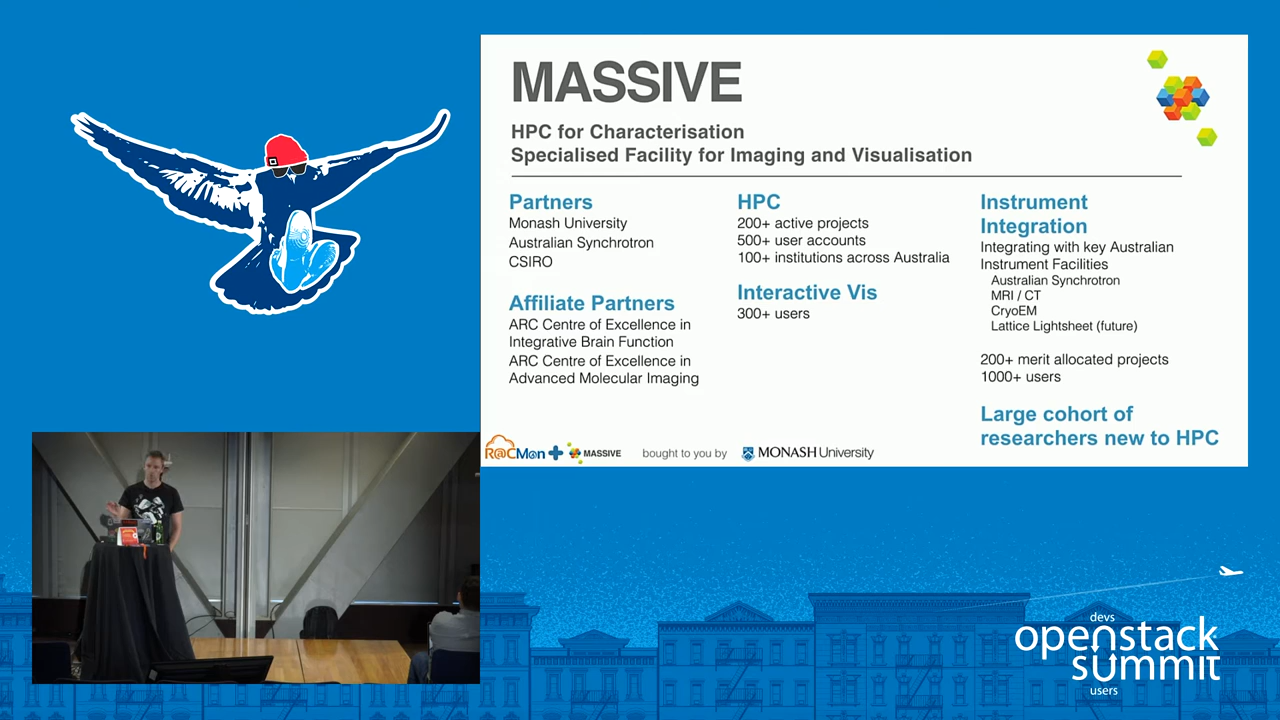 MASSIVE
HPC for Characterisation
Specialised Facility for Imaging and Visualisation
Partners
Monash University
Australian Synchrotron
CSIRO
Affiliate Partners
ARC Centre of Excellence in
Integrative Brain Function
ARC Centre of Excellence in
Advanced Molecular Imaging
HPC
200+ active projects
500+ user accounts
100+ institutions across Australia
Interactive Vis
300+ users
Instrument
Integration
Integrating with key Australian
Instrument Facilities
Australian Synchrotron
MRI / CT
CryoEM
Lattice Lightsheet (future)
200+ merit allocated projects
1000+ users
Large cohort of
researchers new to HPC
R@CMon + MASSIVE brought to you by MONASH University
devs
openstack
summit
users